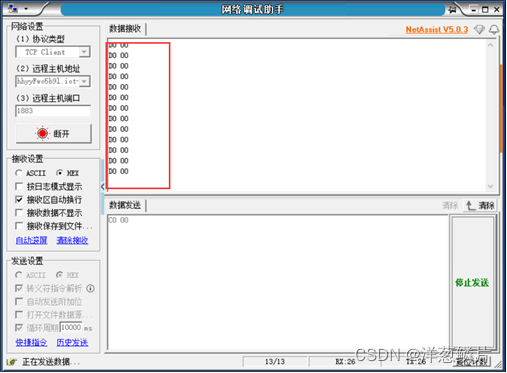 网络调试助手
网络设置
(1) 协议类型
TCP Client
(2) 远程主机地址
(3) 远程主机端口
1883
断开
接收设置
ASCII HEX
按日志模式显示
接收区自动换行
接收数据不显示
接收保存到文件...
自动滚屏 清除接收
发送设置
ASCII HEX
转义符指令解析
自动发送附加位
打开文件数据源...
循环周期 10000 ms
快捷指令 历史发送
数据接收
NetAssist V5.0.3
D0 00
D0 00
D0 00
D0 00
D0 00
D0 00
D0 00
D0 00
D0 00
D0 00
D0 00
D0 00
D0 00
数据发送
清除 清除
C0 00
停止发送
正在发送数据...
13/13
RX:26
TX:26
复位计数
CSDN @洋葱鳞片